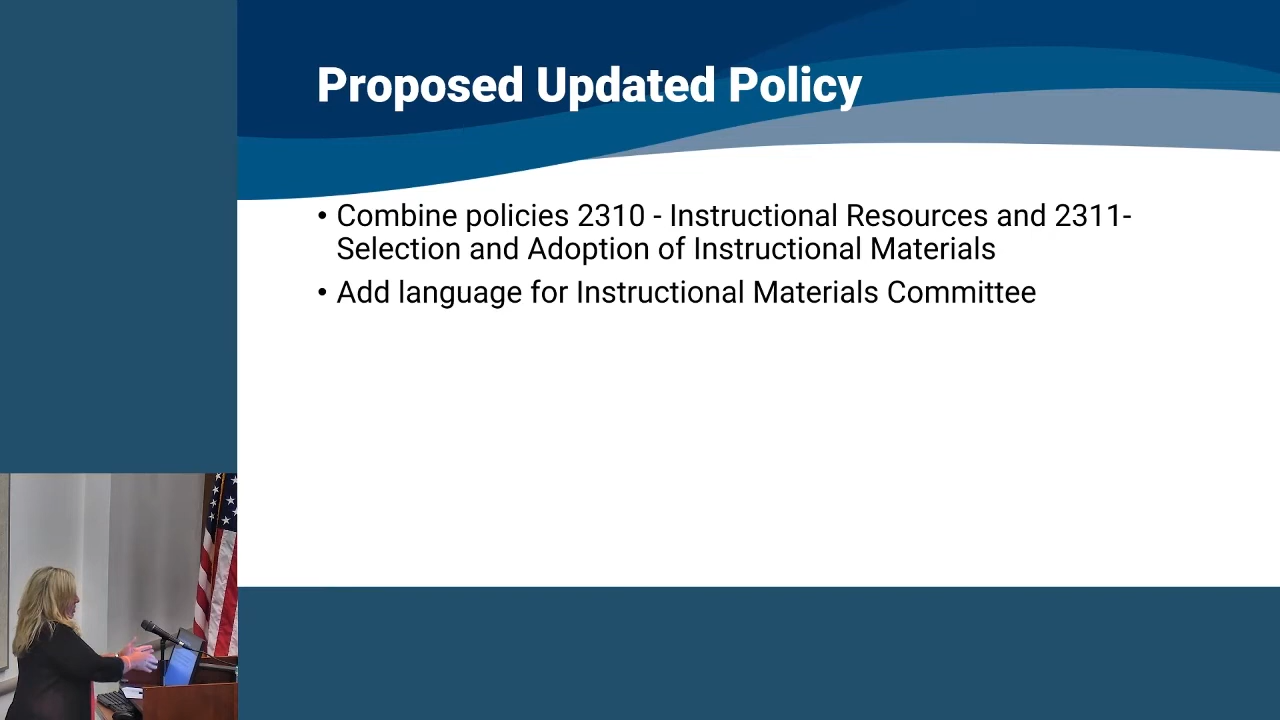 Proposed Updated Policy
• Combine policies 2310 - Instructional Resources and 2311-
Selection and Adoption of Instructional Materials
• Add language for Instructional Materials Committee